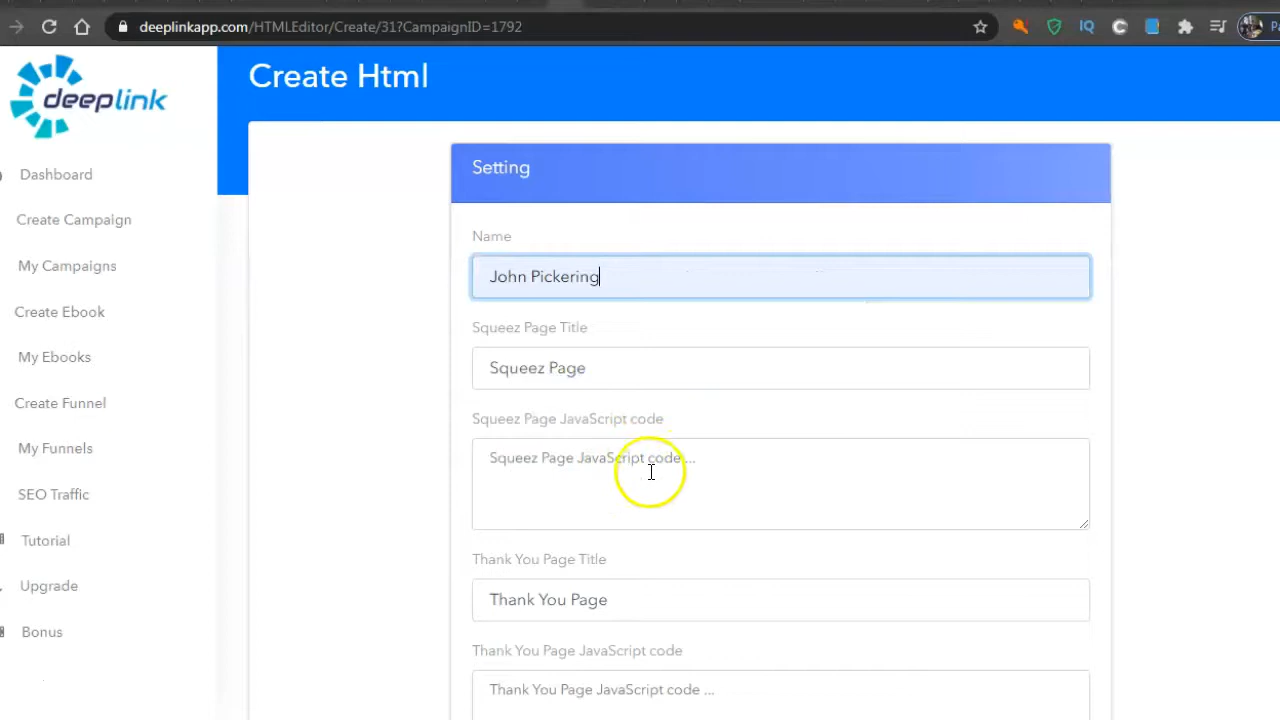 deeplinkapp.com/HTMLEditor/Create/31?CampaignID=1792
Pa
deeplink
Create Html
Dashboard
Create Campaign
My Campaigns
Create Ebook
My Ebooks
Create Funnel
My Funnels
SEO Traffic
Tutorial
Upgrade
Bonus
Setting
Name
John Pickering
Squeez Page Title
Squeez Page
Squeez Page JavaScript code
Squeez Page JavaScript code ...
Thank You Page Title
Thank You Page
Thank You Page JavaScript code
Thank You Page JavaScript code ...